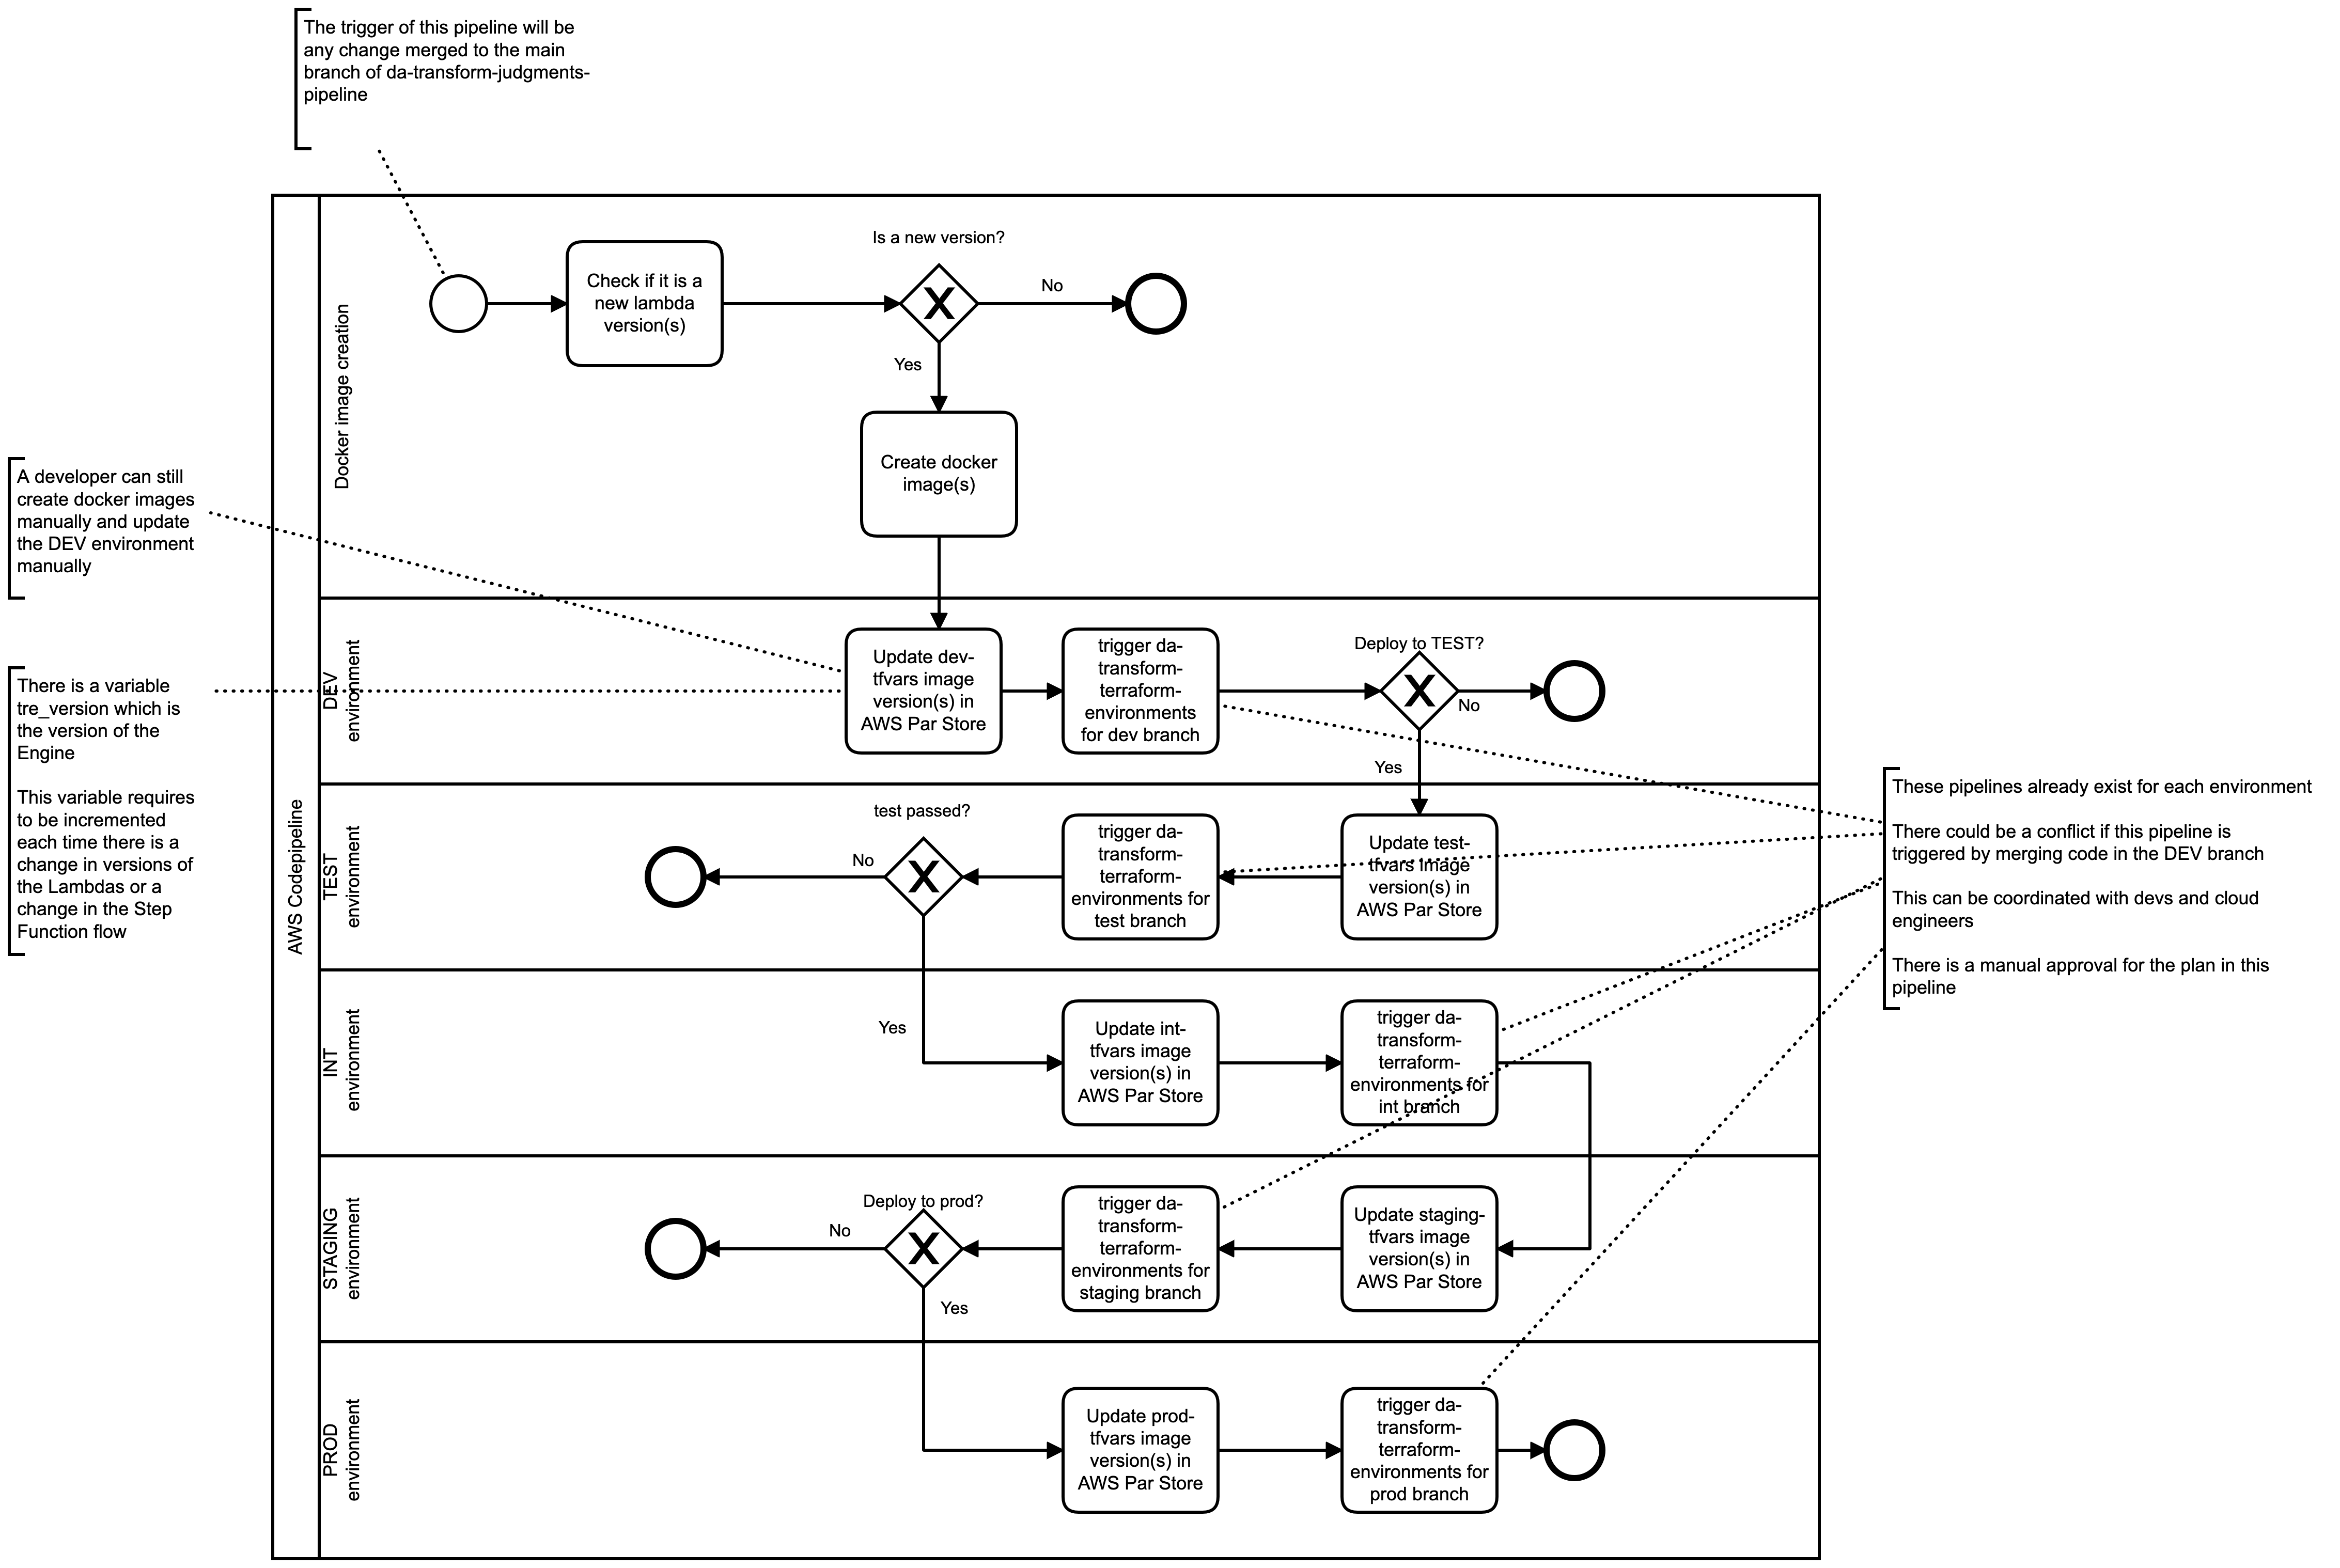 The trigger of this pipeline will be
any change merged to the main
branch of da-transform-judgments-
pipeline
AWS Codepipeline
Docker image creation
Check if it is a
new lambda
version(s)
Is a new version?
No
Yes
Create docker
image(s)
A developer can still
create docker images
manually and update
the DEV environment
manually
There is a variable
tre_version which is
the version of the
Engine
This variable requires
to be incremented
each time there is a
change in versions of
the Lambdas or a
change in the Step
Function flow
DEV
environment
Update dev-
tfvars image
version(s) in
AWS Par Store
trigger da-
transform-
terraform-
environments
for dev branch
Deploy to TEST?
No
Yes
TEST
environment
Update test-
tfvars image
version(s) in
AWS Par Store
trigger da-
transform-
terraform-
environments for
test branch
test passed?
No
Yes
These pipelines already exist for each environment
There could be a conflict if this pipeline is
triggered by merging code in the DEV branch
This can be coordinated with devs and cloud
engineers
There is a manual approval for the plan in this
pipeline
INT
environment
Update int-
tfvars image
version(s) in
AWS Par Store
trigger da-
transform-
terraform-
environments for
int branch
STAGING
environment
Update staging-
tfvars image
version(s) in
AWS Par Store
trigger da-
transform-
terraform-
environments for
staging branch
Deploy to prod?
No
Yes
PROD
environment
Update prod-
tfvars image
version(s) in
AWS Par Store
trigger da-
transform-
terraform-
environments for
prod branch